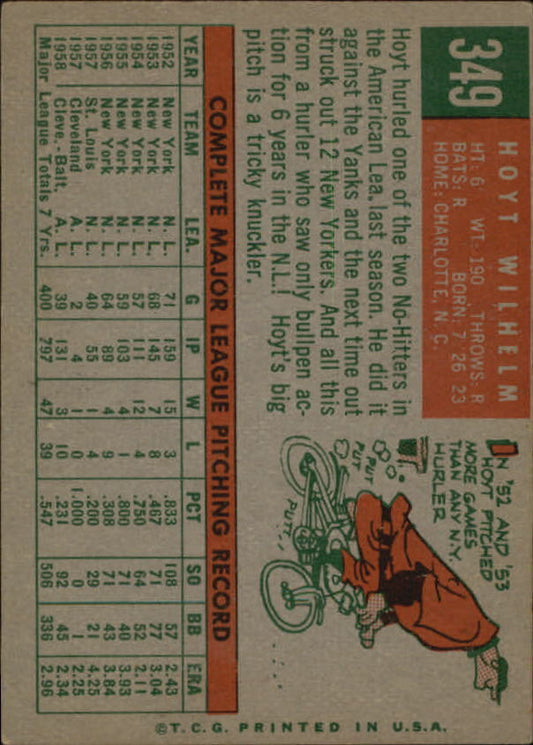 349
HOYT WILHELM
HT: 6 WT: 190 THROWS: R
BATS: R BORN: 7 26 23
HOME: CHARLOTTE, N. C.
Hoyt hurled one of the two No-Hitters in
the American Lea. last season. He did it
against the Yanks and the next time out
struck out 12 New Yorkers. And all this
from a hurler who saw only bullpen ac-
tion for 6 years in the N.L.! Hoyt's big
pitch is a tricky knuckler.
IN '52 AND '53
HOYT PITCHED
MORE GAMES
THAN ANY N.Y.
HURLER
PUT
PUT
PUTT
COMPLETE MAJOR LEAGUE PITCHING RECORD
YEAR TEAM LEA. G IP W L PCT SO BB ERA
1952 New York N. L. 71 159 15 3 .833 108 57 2.43
1953 New York N. L. 68 145 7 8 .467 71 77 3.04
1954 New York N. L. 57 111 12 4 .750 64 52 2.11
1955 New York N. L. 59 103 4 1 .800 71 40 3.93
1956 New York N. L. 64 89 4 9 .308 71 43 3.84
1957 St. Louis N. L. 40 55 1 4 .200 29 21 4.25
1957 Cleveland A. L. 2 4 1 0 1.000 0 1 2.25
1958 Cleve.-Balt. A. L. 39 131 3 10 .231 92 45 2.34
Major League Totals 7 Yrs. 400 797 47 39 .547 506 336 2.96
©T.C.G. PRINTED IN U.S.A.